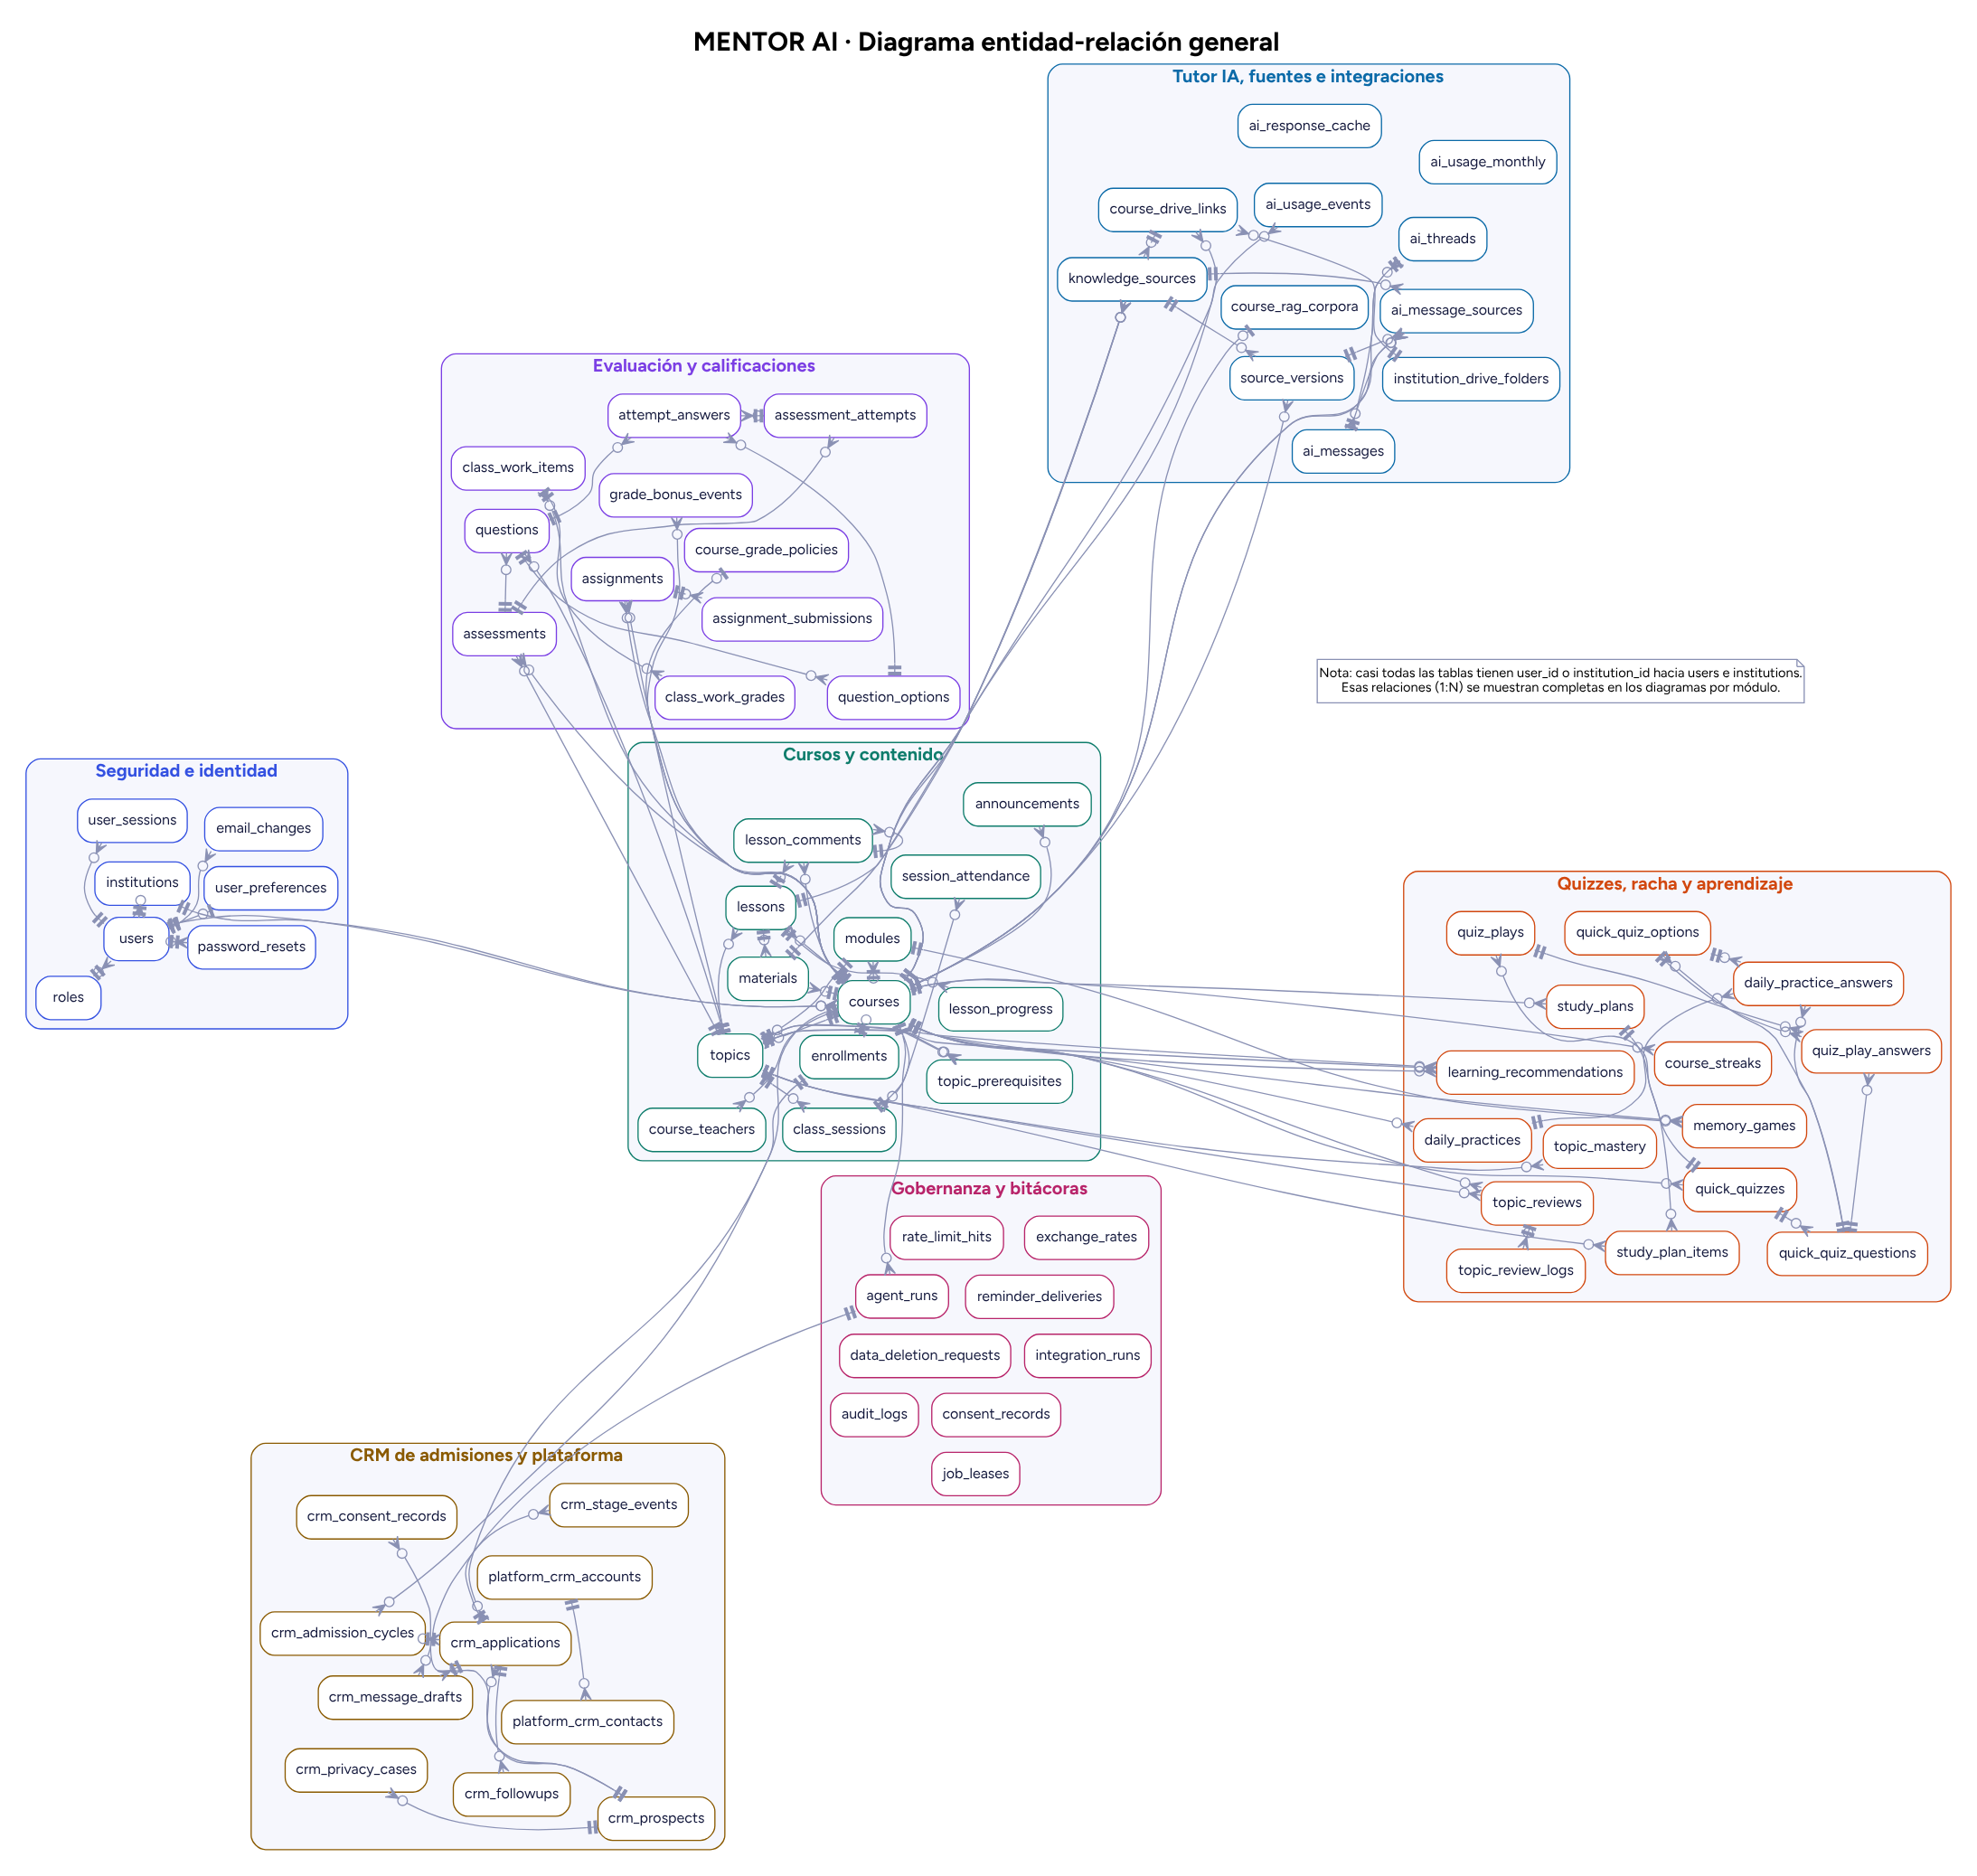 MENTOR AI · Diagrama entidad-relación general
Tutor IA, fuentes e integraciones
ai_response_cache
ai_usage_monthly
course_drive_links
ai_usage_events
ai_threads
knowledge_sources
course_rag_corpora
ai_message_sources
source_versions
institution_drive_folders
ai_messages
Evaluación y calificaciones
attempt_answers
assessment_attempts
class_work_items
grade_bonus_events
questions
course_grade_policies
assignments
assignment_submissions
assessments
class_work_grades
question_options
Nota: casi todas las tablas tienen user_id o institution_id hacia users e institutions.
Esas relaciones (1:N) se muestran completas en los diagramas por módulo.
Seguridad e identidad
user_sessions
email_changes
institutions
user_preferences
users
password_resets
roles
Cursos y contenido
announcements
lesson_comments
session_attendance
lessons
modules
materials
courses
lesson_progress
topics
enrollments
topic_prerequisites
course_teachers
class_sessions
Quizzes, racha y aprendizaje
quiz_plays
quick_quiz_options
daily_practice_answers
study_plans
quiz_play_answers
course_streaks
learning_recommendations
memory_games
daily_practices
topic_mastery
quick_quizzes
topic_reviews
study_plan_items
quick_quiz_questions
topic_review_logs
Gobernanza y bitácoras
rate_limit_hits
exchange_rates
agent_runs
reminder_deliveries
data_deletion_requests
integration_runs
audit_logs
consent_records
job_leases
CRM de admisiones y plataforma
crm_consent_records
crm_stage_events
platform_crm_accounts
crm_admission_cycles
crm_applications
crm_message_drafts
platform_crm_contacts
crm_privacy_cases
crm_followups
crm_prospects